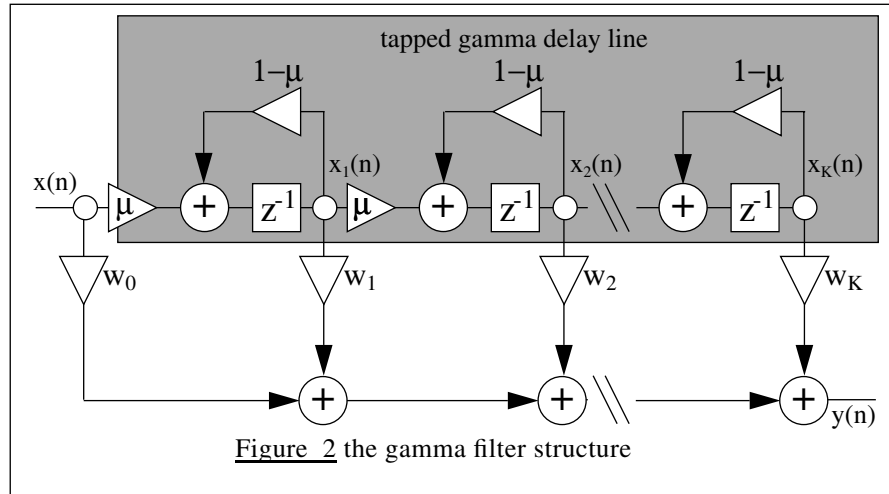 tapped gamma delay line
1–μ 1–μ 1–μ
x(n) x₁(n) x₂(n) x_K(n)
μ + z⁻¹ μ + z⁻¹ + z⁻¹
w₀ w₁ w₂ w_K
+ + +
y(n)
Figure 2 the gamma filter structure